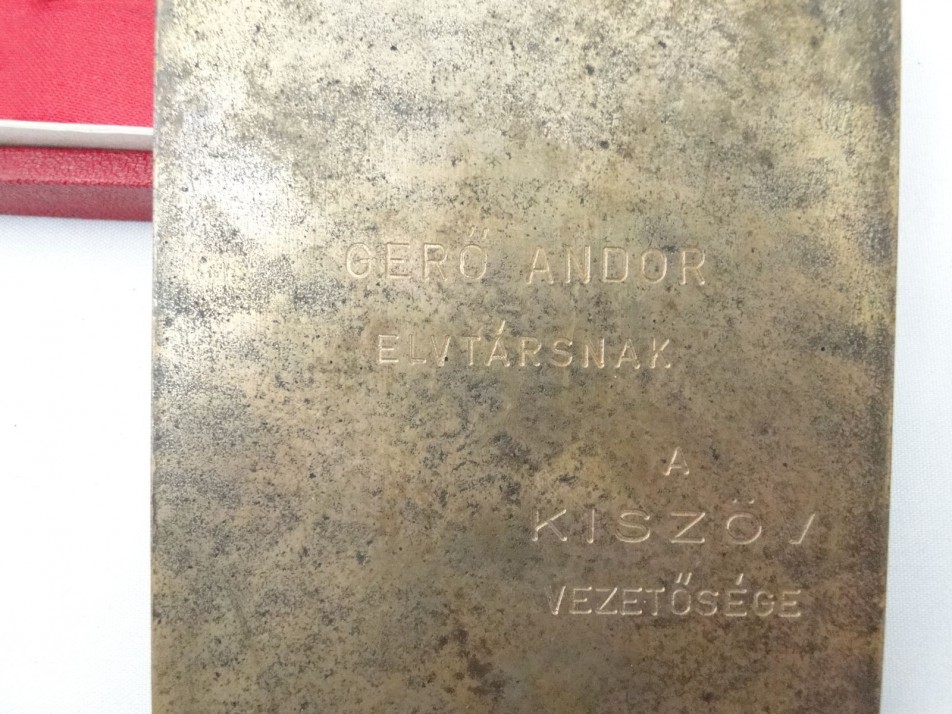 GERŐ ANDOR
ELVTÁRSNAK
A
KISZÖV
VEZETŐSÉGE